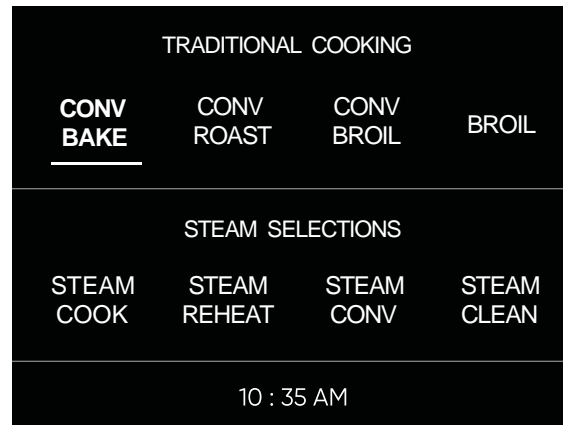 TRADITIONAL COOKING
CONV BAKE
CONV ROAST
CONV BROIL
BROIL
STEAM SELECTIONS
STEAM COOK
STEAM REHEAT
STEAM CONV
STEAM CLEAN
10 : 35 AM